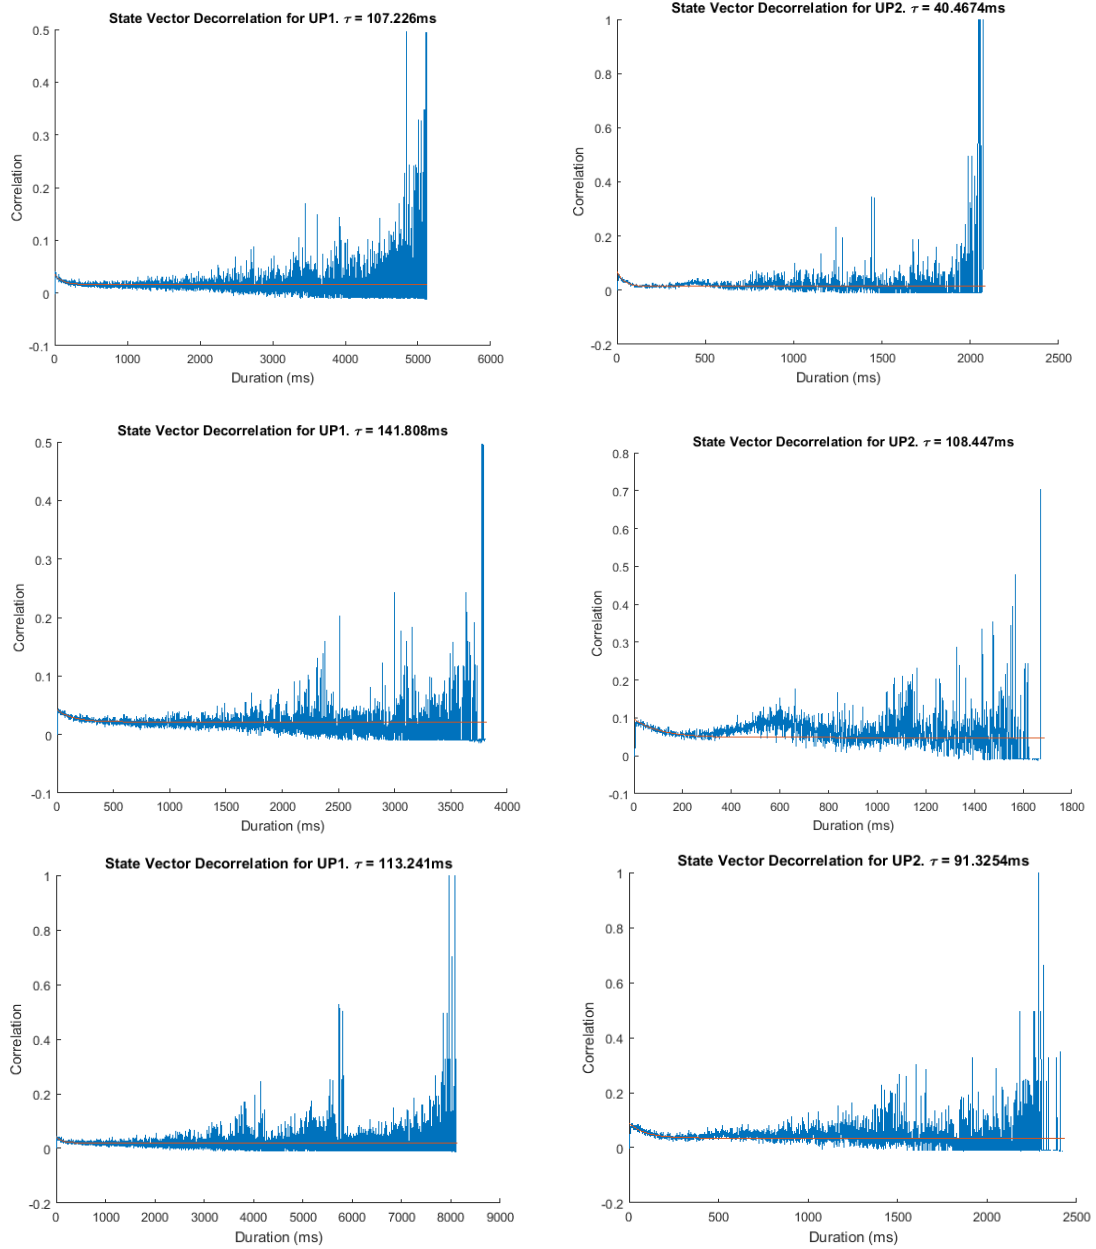 State Vector Decorrelation for UP1. τ = 107.226ms
0.5
0.4
0.3
0.2
0.1
0
-0.1
Correlation
0 1000 2000 3000 4000 5000 6000
Duration (ms)
State Vector Decorrelation for UP2. τ = 40.4674ms
1
0.8
0.6
0.4
0.2
0
-0.2
Correlation
0 500 1000 1500 2000 2500
Duration (ms)
State Vector Decorrelation for UP1. τ = 141.808ms
0.5
0.4
0.3
0.2
0.1
0
-0.1
Correlation
0 500 1000 1500 2000 2500 3000 3500 4000
Duration (ms)
State Vector Decorrelation for UP2. τ = 108.447ms
0.8
0.7
0.6
0.5
0.4
0.3
0.2
0.1
0
-0.1
Correlation
0 200 400 600 800 1000 1200 1400 1600 1800
Duration (ms)
State Vector Decorrelation for UP1. τ = 113.241ms
1
0.8
0.6
0.4
0.2
0
-0.2
Correlation
0 1000 2000 3000 4000 5000 6000 7000 8000 9000
Duration (ms)
State Vector Decorrelation for UP2. τ = 91.3254ms
1
0.8
0.6
0.4
0.2
0
-0.2
Correlation
0 500 1000 1500 2000 2500
Duration (ms)